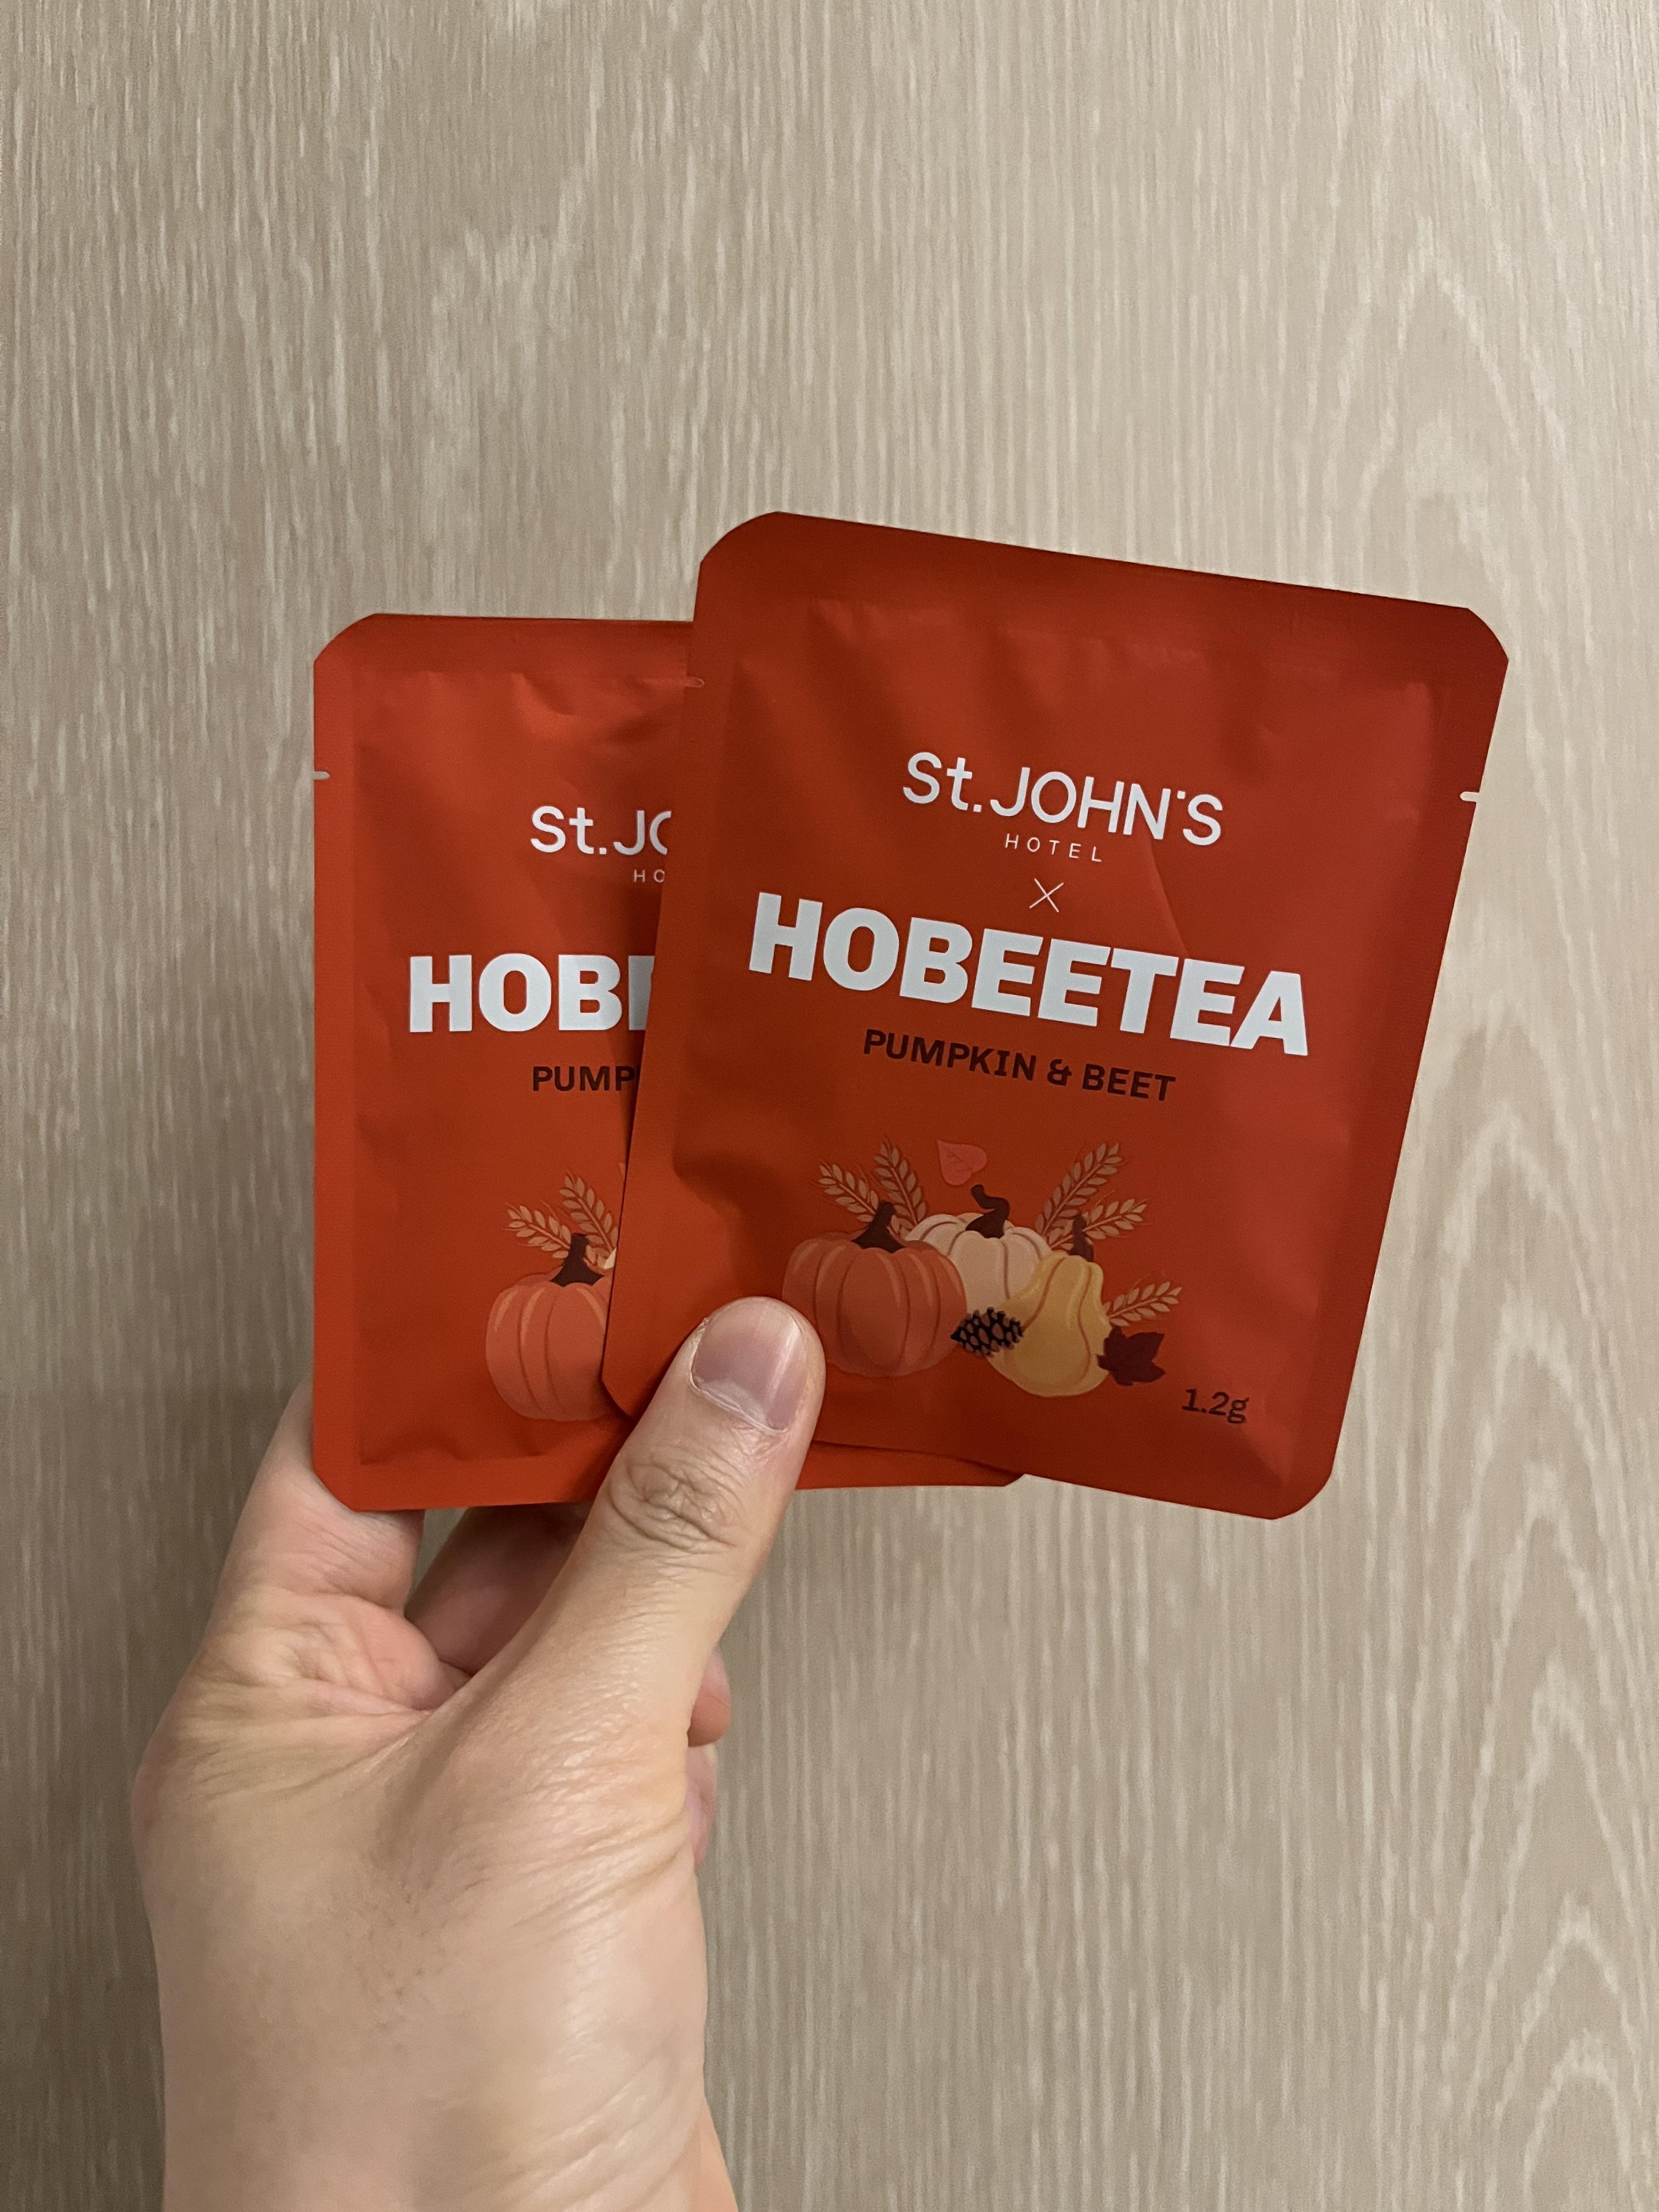 St.JOHN'S
HOTEL
X
HOBEETEA
PUMPKIN & BEET
1.2g
St.JO
HO
HOBE
PUMP